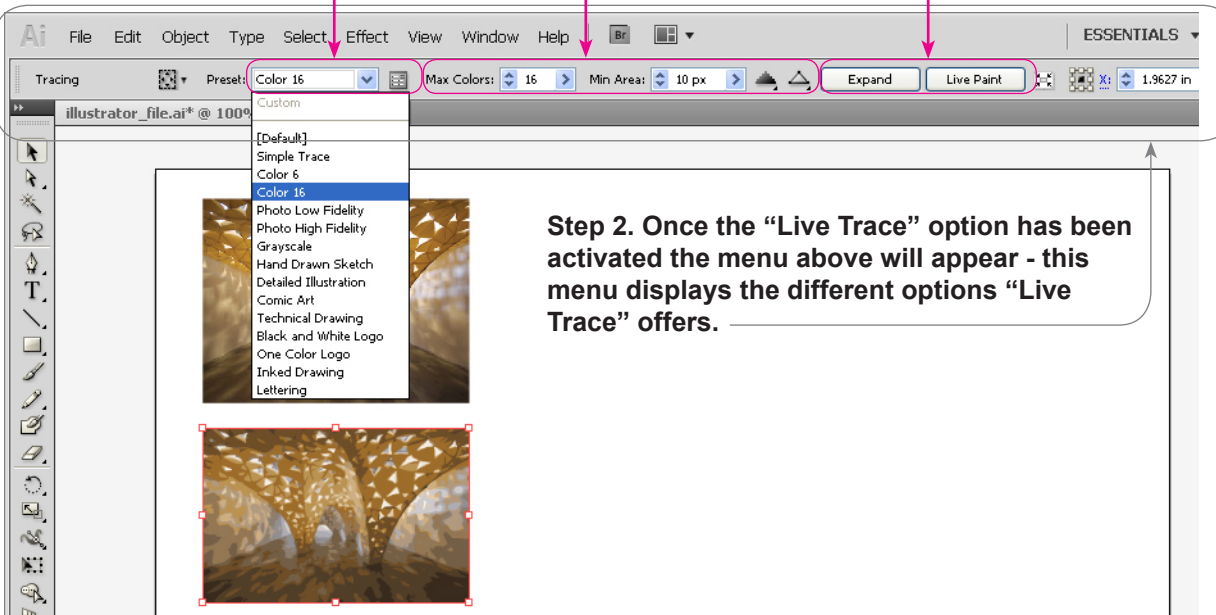 Ai File Edit Object Type Select Effect View Window Help Br ESSENTIALS
Tracing Preset: Color 16 Max Colors: 16 Min Area: 10 px Expand Live Paint X: 1.9627 in
illustrator_file.ai* @ 100%
Custom
[Default]
Simple Trace
Color 6
Color 16
Photo Low Fidelity
Photo High Fidelity
Grayscale
Hand Drawn Sketch
Detailed Illustration
Comic Art
Technical Drawing
Black and White Logo
One Color Logo
Inked Drawing
Lettering
T
Step 2. Once the “Live Trace” option has been
activated the menu above will appear - this
menu displays the different options “Live
Trace” offers.